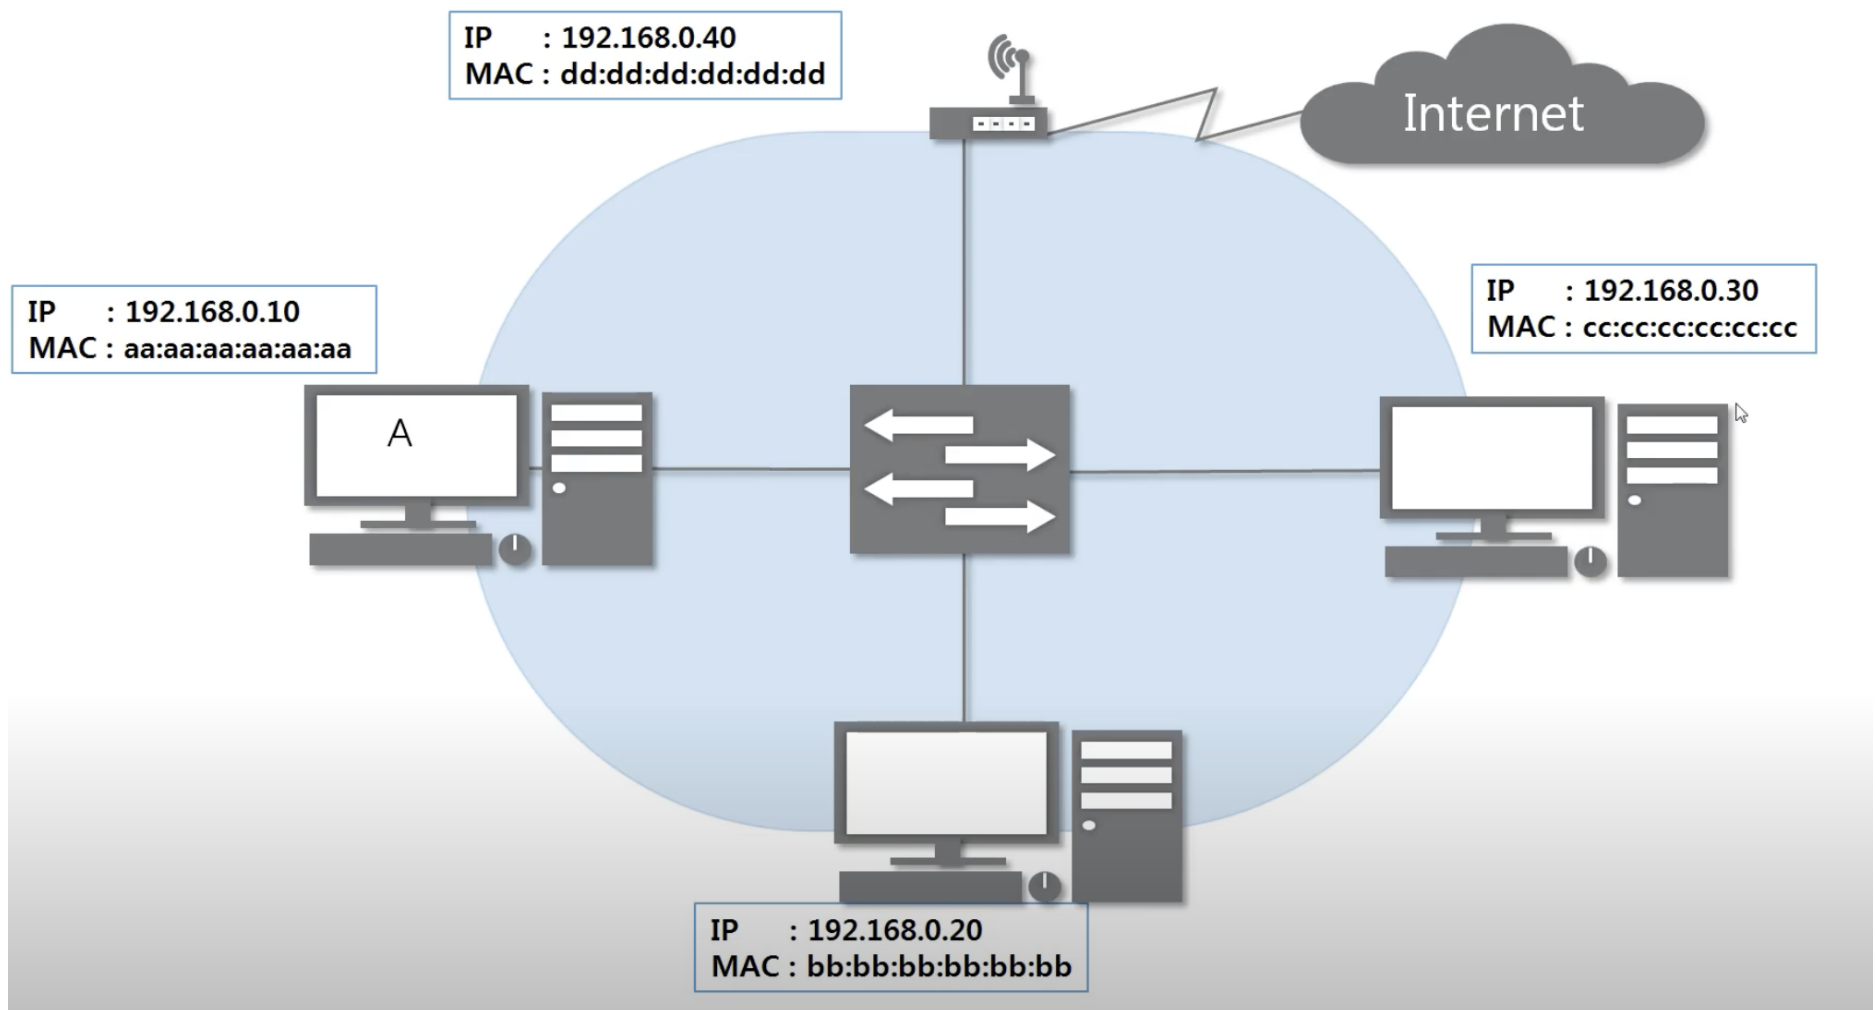 IP : 192.168.0.40
MAC : dd:dd:dd:dd:dd:dd
Internet
IP : 192.168.0.10
MAC : aa:aa:aa:aa:aa:aa
IP : 192.168.0.30
MAC : cc:cc:cc:cc:cc:cc
A
IP : 192.168.0.20
MAC : bb:bb:bb:bb:bb:bb